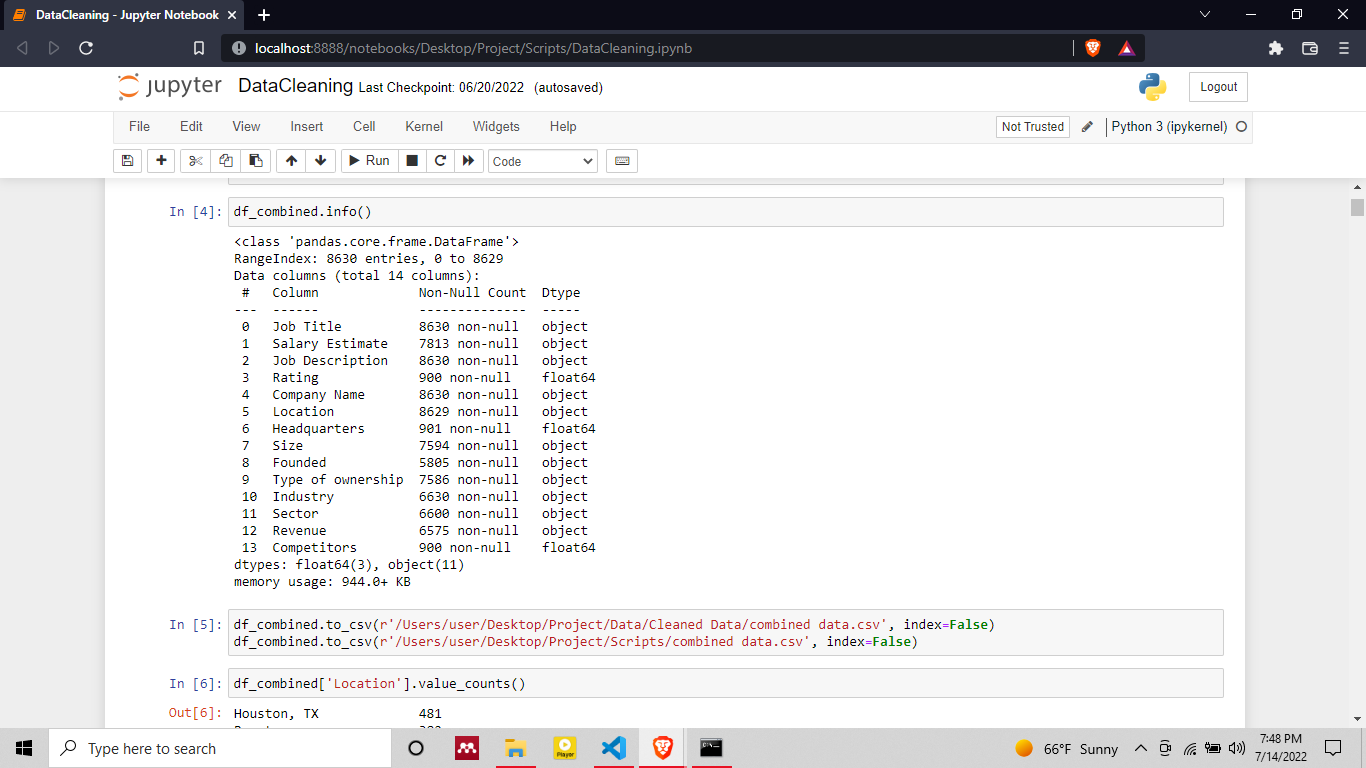 DataCleaning - Jupyter Notebook
localhost:8888/notebooks/Desktop/Project/Scripts/DataCleaning.ipynb
jupyter DataCleaning Last Checkpoint: 06/20/2022 (autosaved)
Logout
File Edit View Insert Cell Kernel Widgets Help
Not Trusted Python 3 (ipykernel)
Run Code
In [4]: df_combined.info()
<class 'pandas.core.frame.DataFrame'>
RangeIndex: 8630 entries, 0 to 8629
Data columns (total 14 columns):
 #   Column             Non-Null Count  Dtype
---  ------             --------------  -----
 0   Job Title          8630 non-null   object
 1   Salary Estimate    7813 non-null   object
 2   Job Description    8630 non-null   object
 3   Rating             900 non-null    float64
 4   Company Name       8630 non-null   object
 5   Location           8629 non-null   object
 6   Headquarters       901 non-null    float64
 7   Size               7594 non-null   object
 8   Founded            5805 non-null   object
 9   Type of ownership  7586 non-null   object
 10  Industry           6630 non-null   object
 11  Sector             6600 non-null   object
 12  Revenue            6575 non-null   object
 13  Competitors        900 non-null    float64
dtypes: float64(3), object(11)
memory usage: 944.0+ KB
In [5]: df_combined.to_csv(r'/Users/user/Desktop/Project/Data/Cleaned Data/combined data.csv', index=False)
df_combined.to_csv(r'/Users/user/Desktop/Project/Scripts/combined data.csv', index=False)
In [6]: df_combined['Location'].value_counts()
Out[6]: Houston, TX             481
Type here to search
Player
66°F Sunny
7:48 PM
7/14/2022